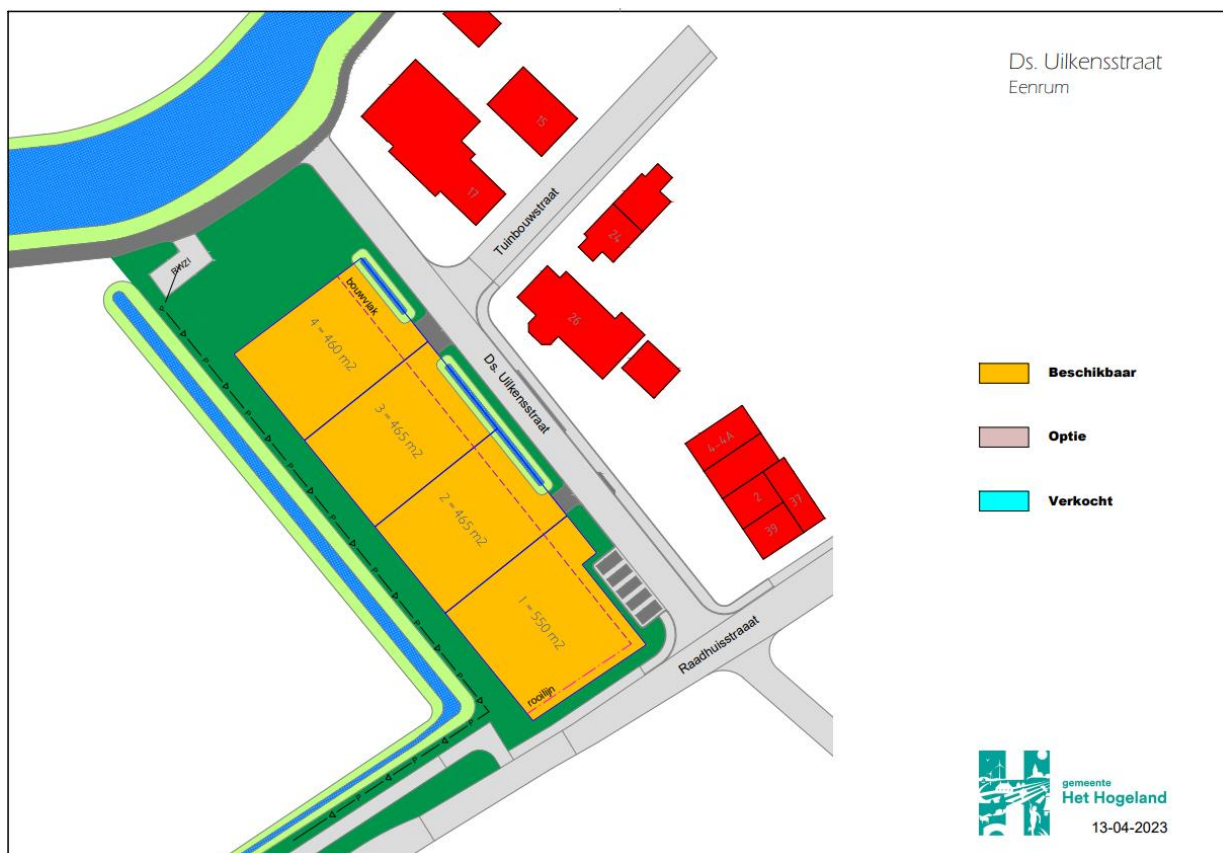 Ds. Uilkensstraat
Eenrum
15
17
Tuinbouwstraat
24
RWZI
bouwvlak
26
4 = 460 m2
Ds. Uilkensstraat
3 = 465 m2
4-4A
2
37
39
2 = 465 m2
1 = 550 m2
Raadhuisstraaat
rooilijn
P
P
P
P
P
P
P
P
P
P
P
Beschikbaar
Optie
Verkocht
gemeente
Het Hogeland
13-04-2023